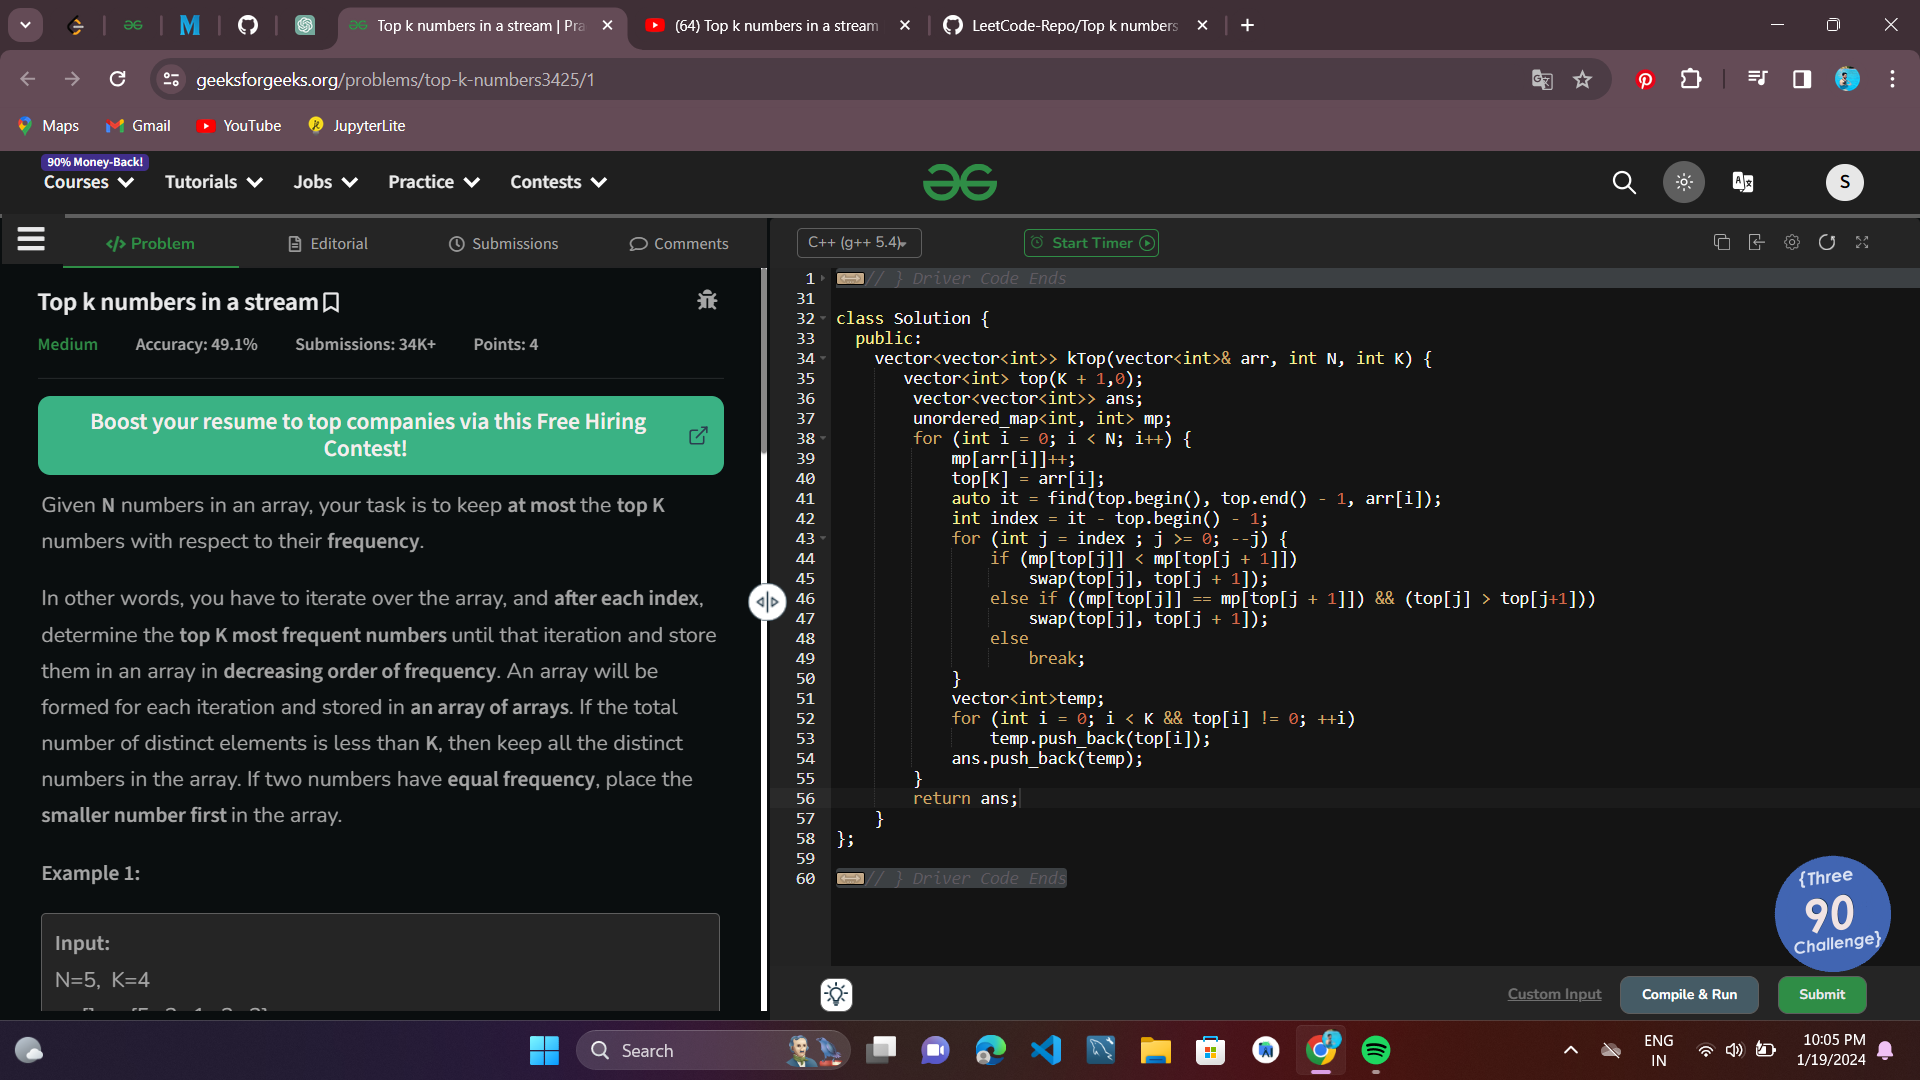 Top k numbers in a stream | Pra
(64) Top k numbers in a stream
LeetCode-Repo/Top k numbers
geeksforgeeks.org/problems/top-k-numbers3425/1
Maps
Gmail
YouTube
JupyterLite
90% Money-Back!
Courses
Tutorials
Jobs
Practice
Contests
S
</> Problem
Editorial
Submissions
Comments
C++ (g++ 5.4)
Start Timer
Top k numbers in a stream
Medium
Accuracy: 49.1%
Submissions: 34K+
Points: 4
Boost your resume to top companies via this Free Hiring
Contest!
Given N numbers in an array, your task is to keep at most the top K
numbers with respect to their frequency.
In other words, you have to iterate over the array, and after each index,
determine the top K most frequent numbers until that iteration and store
them in an array in decreasing order of frequency. An array will be
formed for each iteration and stored in an array of arrays. If the total
number of distinct elements is less than K, then keep all the distinct
numbers in the array. If two numbers have equal frequency, place the
smaller number first in the array.
Example 1:
Input:
N=5, K=4
1 // } Driver Code Ends
31
32 class Solution {
33 public:
34 vector<vector<int>> kTop(vector<int>& arr, int N, int K) {
35 vector<int> top(K + 1,0);
36 vector<vector<int>> ans;
37 unordered_map<int, int> mp;
38 for (int i = 0; i < N; i++) {
39 mp[arr[i]]++;
40 top[K] = arr[i];
41 auto it = find(top.begin(), top.end() - 1, arr[i]);
42 int index = it - top.begin() - 1;
43 for (int j = index ; j >= 0; --j) {
44 if (mp[top[j]] < mp[top[j + 1]])
45 swap(top[j], top[j + 1]);
46 else if ((mp[top[j]] == mp[top[j + 1]]) && (top[j] > top[j+1]))
47 swap(top[j], top[j + 1]);
48 else
49 break;
50 }
51 vector<int>temp;
52 for (int i = 0; i < K && top[i] != 0; ++i)
53 temp.push_back(top[i]);
54 ans.push_back(temp);
55 }
56 return ans;
57 }
58 };
59
60 // } Driver Code Ends
{Three
90
Challenge}
Custom Input
Compile & Run
Submit
Search
ENG
IN
10:05 PM
1/19/2024